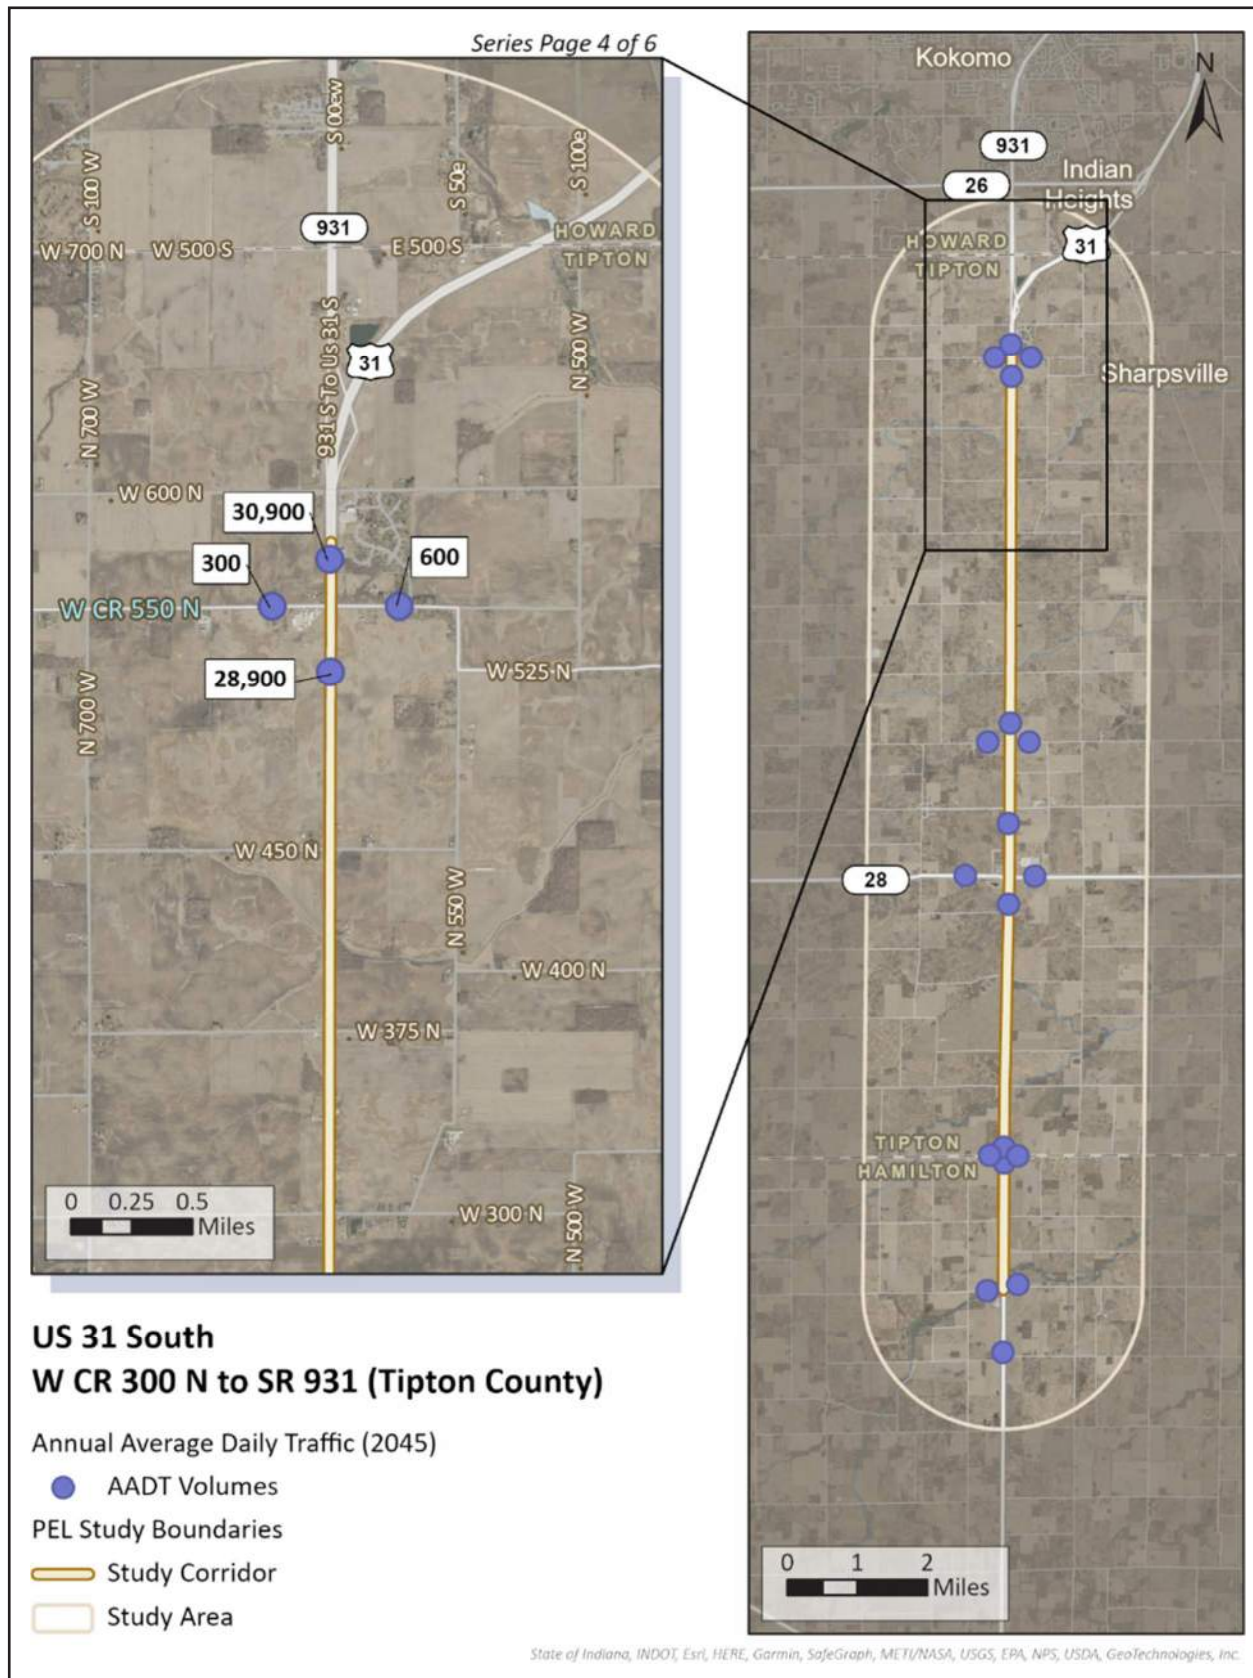 Series Page 4 of 6
S 00ew
S 100 W
S 50e
S 100e
931
HOWARD
TIPTON
W 700 N
W 500 S
E 500 S
931 S To Us 31 S
31
N 500 W
N 700 W
W 600 N
30,900
300
600
W CR 550 N
28,900
W 525 N
N 700 W
W 450 N
N 550 W
W 400 N
W 375 N
W 300 N
N 500 W
0 0.25 0.5
Miles
Kokomo
N
931
26
Indian
Heights
31
HOWARD
TIPTON
Sharpsville
28
TIPTON
HAMILTON
0 1 2
Miles
US 31 South
W CR 300 N to SR 931 (Tipton County)
Annual Average Daily Traffic (2045)
AADT Volumes
PEL Study Boundaries
Study Corridor
Study Area
State of Indiana, INDOT, Esri, HERE, Garmin, SafeGraph, METI/NASA, USGS, EPA, NPS, USDA, GeoTechnologies, Inc.